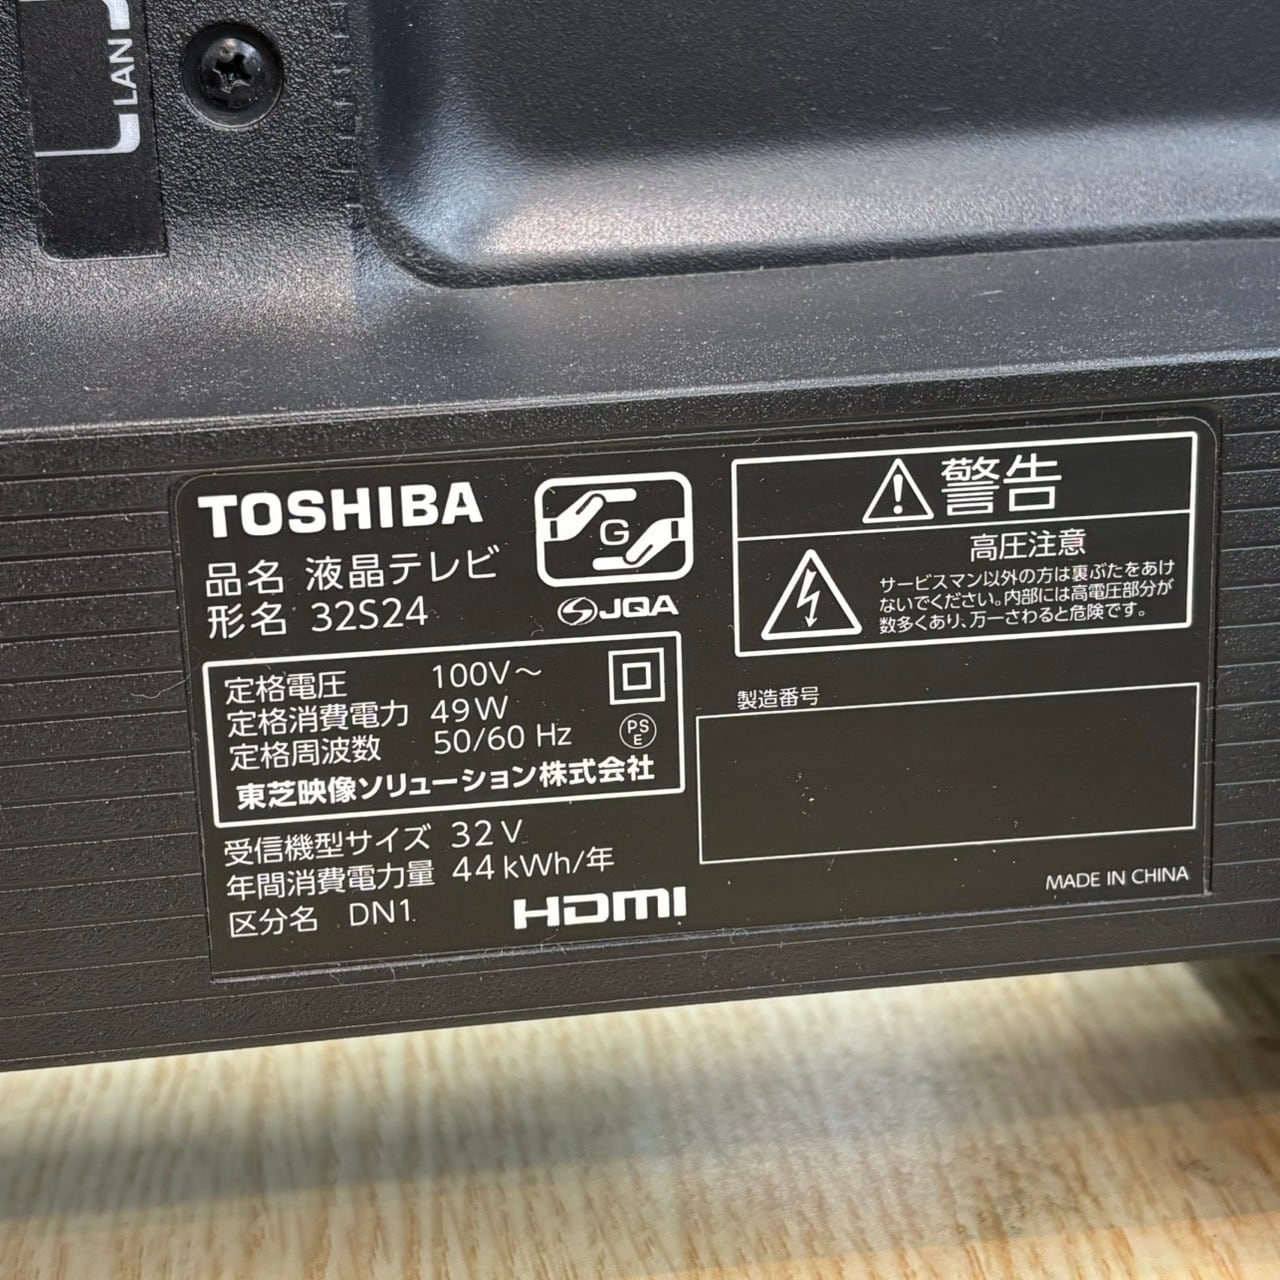 LAN
TOSHIBA
品名 液晶テレビ
形名 32S24
G
JQA
定格電圧 100V～
定格消費電力 49W
定格周波数 50/60 Hz
PS
E
東芝映像ソリューション株式会社
受信機型サイズ 32V
年間消費電力量 44kWh/年
区分名 DN1
HDMI
警告
高圧注意
サービスマン以外の方は裏ぶたをあけ
ないでください。内部には高電圧部分が
数多くあり、万一さわると危険です。
製造番号
MADE IN CHINA